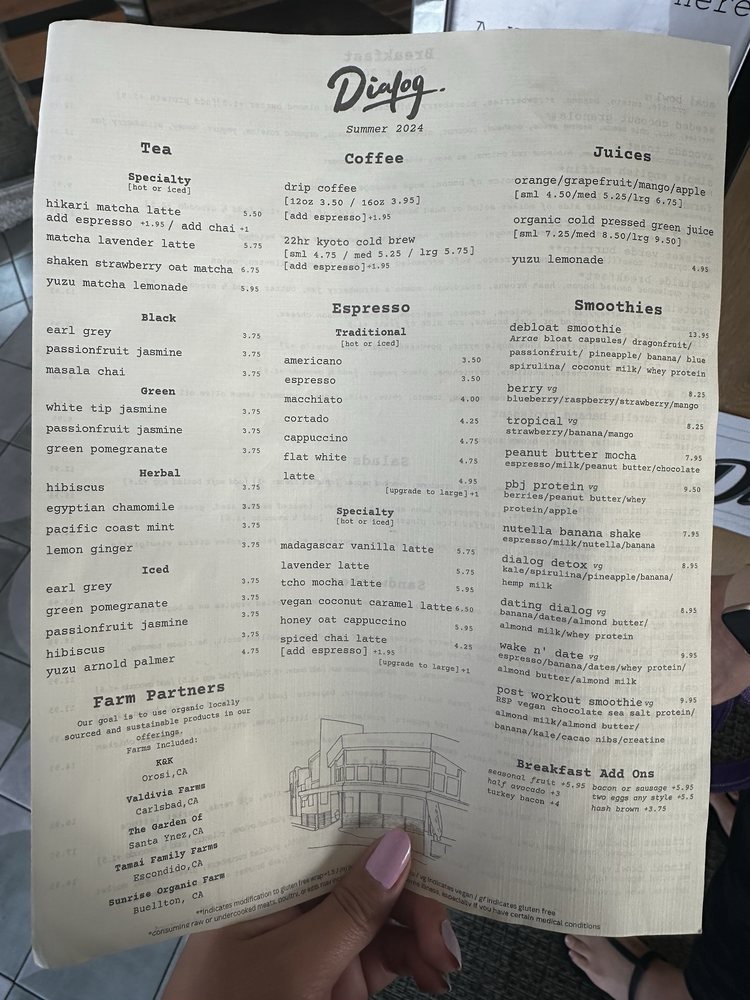 Dialog.
Summer 2024
Tea
Specialty
[hot or iced]
hikari matcha latte 5.50
add espresso +1.95/ add chai +1
matcha lavender latte 5.75
shaken strawberry oat matcha 6.75
yuzu matcha lemonade 5.95
Black
earl grey 3.75
passionfruit jasmine 3.75
masala chai 3.75
Green
white tip jasmine 3.75
passionfruit jasmine 3.75
green pomegranate 3.75
Herbal
hibiscus 3.75
egyptian chamomile 3.75
pacific coast mint 3.75
lemon ginger 3.75
Iced
earl grey 3.75
green pomegranate 3.75
passionfruit jasmine 3.75
hibiscus 3.75
yuzu arnold palmer 4.75
Farm Partners
Our goal is to use organic locally
sourced and sustainable products in our
offerings.
Farms Included:
K&K
Orosi,CA
Valdivia Farms
Carlsbad,CA
The Garden of
Santa Ynez,CA
Tamai Family Farms
Escondido,CA
Sunrise Organic Farm
Buellton, CA
Coffee
drip coffee
[12oz 3.50 / 16oz 3.95]
[add espresso]+1.95
22hr kyoto cold brew
[sml 4.75 / med 5.25 / lrg 5.75]
[add espresso]+1.95
Espresso
Traditional
[hot or iced]
americano 3.50
espresso 3.50
macchiato 4.00
cortado 4.25
cappuccino 4.75
flat white 4.75
latte 4.95
[upgrade to large]+1
Specialty
[hot or iced]
madagascar vanilla latte 5.75
lavender latte 5.75
tcho mocha latte 5.95
vegan coconut caramel latte 6.50
honey oat cappuccino 5.95
spiced chai latte 4.25
[add espresso] +1.95
[upgrade to large]+1
Juices
orange/grapefruit/mango/apple
[sml 4.50/med 5.25/lrg 6.75]
organic cold pressed green juice
[sml 7.25/med 8.50/lrg 9.50]
yuzu lemonade 4.95
Smoothies
debloat smoothie 13.95
Arrae bloat capsules/ dragonfruit/
passionfruit/ pineapple/ banana/ blue
spirulina/ coconut milk/ whey protein
berry vg 8.25
blueberry/raspberry/strawberry/mango
tropical vg 8.25
strawberry/banana/mango
peanut butter mocha 7.95
espresso/milk/peanut butter/chocolate
pbj protein vg 9.50
berries/peanut butter/whey
protein/apple
nutella banana shake 7.95
espresso/milk/nutella/banana
dialog detox vg 8.95
kale/spirulina/pineapple/banana/
hemp milk
dating dialog vg 8.95
banana/dates/almond butter/
almond milk/whey protein
wake n' date vg 9.95
espresso/banana/dates/whey protein/
almond butter/almond milk
post workout smoothie vg 9.95
RSP vegan chocolate sea salt protein/
almond milk/almond butter/
banana/kale/cacao nibs/creatine
Breakfast Add Ons
seasonal fruit +5.95 bacon or sausage +5.95
half avocado +3 two eggs any style +5.5
turkey bacon +4 hash brown +3.75
**indicates modification to gluten free wrap +1.5 / vg indicates vegan / gf indicates gluten free
*consuming raw or undercooked meats, poultry, illness, especially if you have certain medical conditions
here